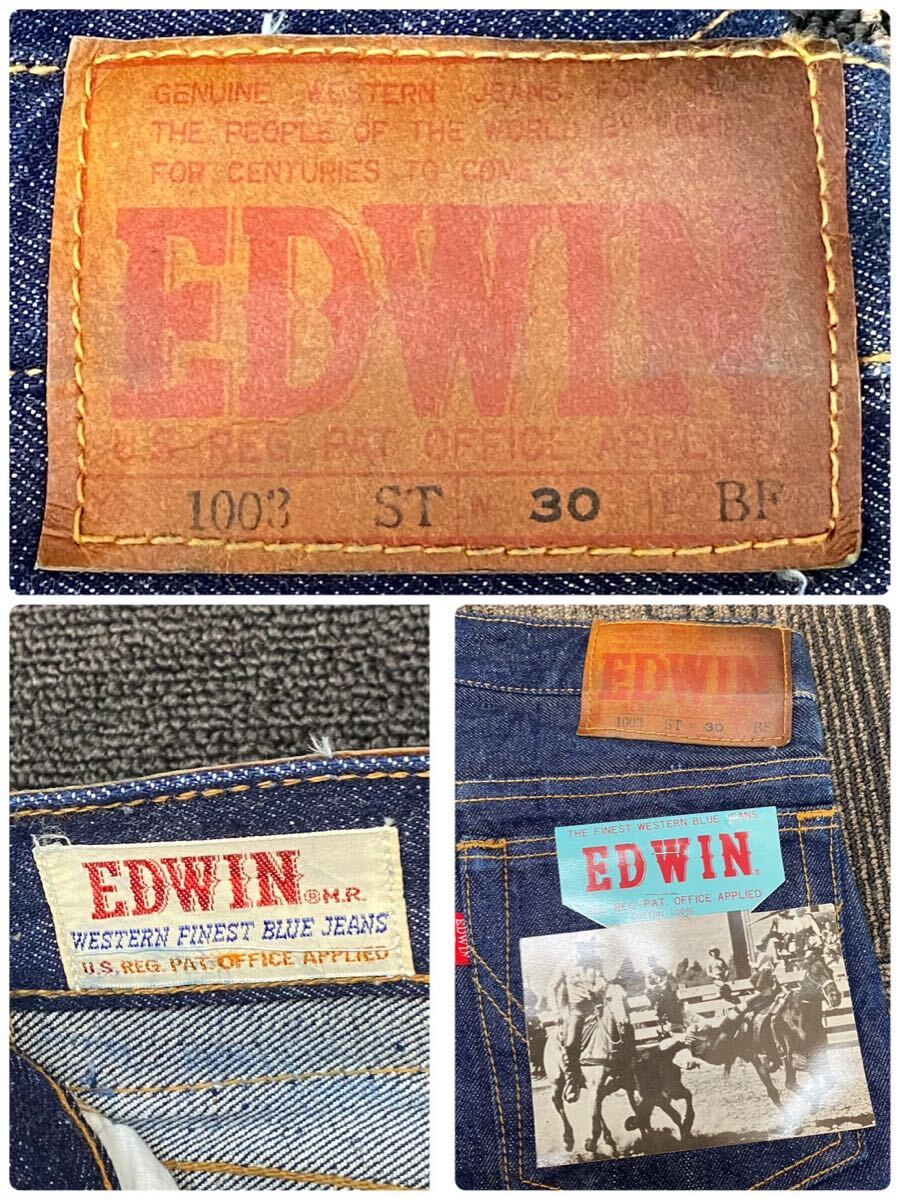 GENUINE WESTERN JEANS FOR
THE PEOPLE OF THE WORLD BY
FOR CENTURIES TO COME
EDWIN
U.S REG. PAT OFFICE APPLIED
1003 ST W 30 L BF
EDWIN
®M.R.
WESTERN FINEST BLUE JEANS
U.S. REG. PAT. OFFICE APPLIED
EDWIN
1003 ST 30 BF
THE FINEST WESTERN BLUE JEANS
EDWIN®
REG. PAT. OFFICE APPLIED
COTTON 100%
EDWIN